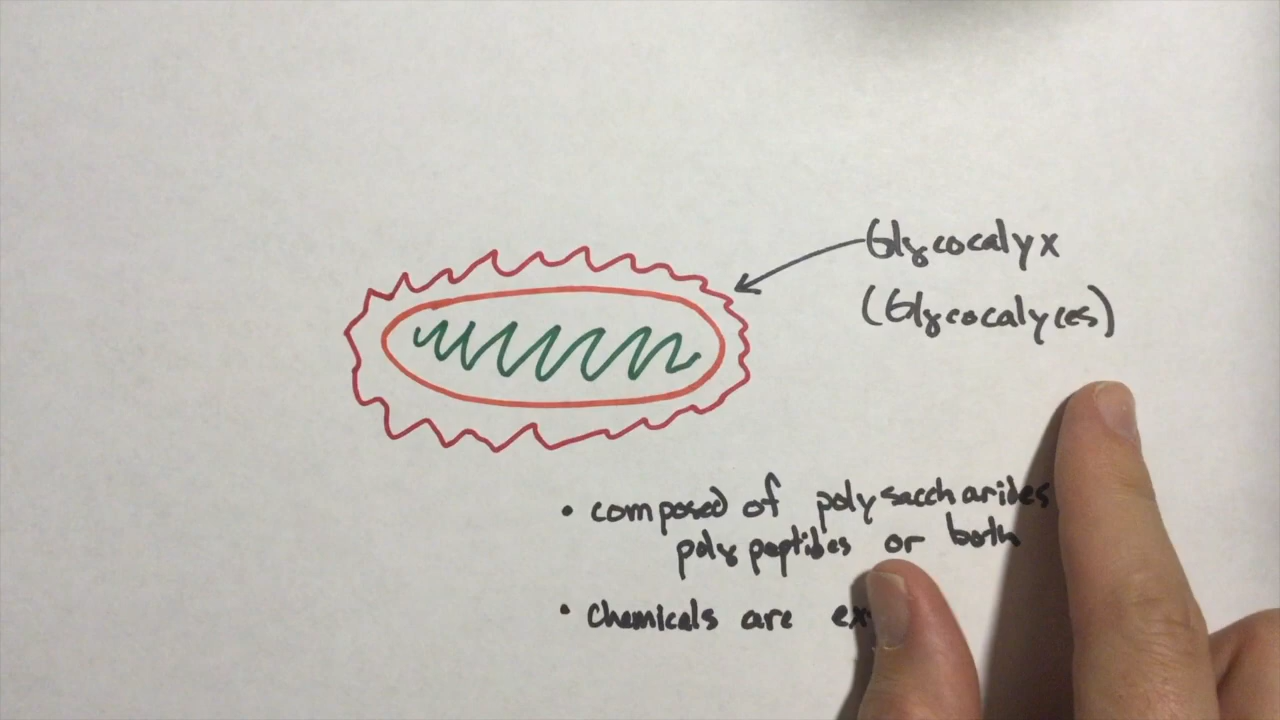 Glycocalyx
(Glycocalyces)
• composed of polysaccharides
polypeptides or both
• Chemicals are ex